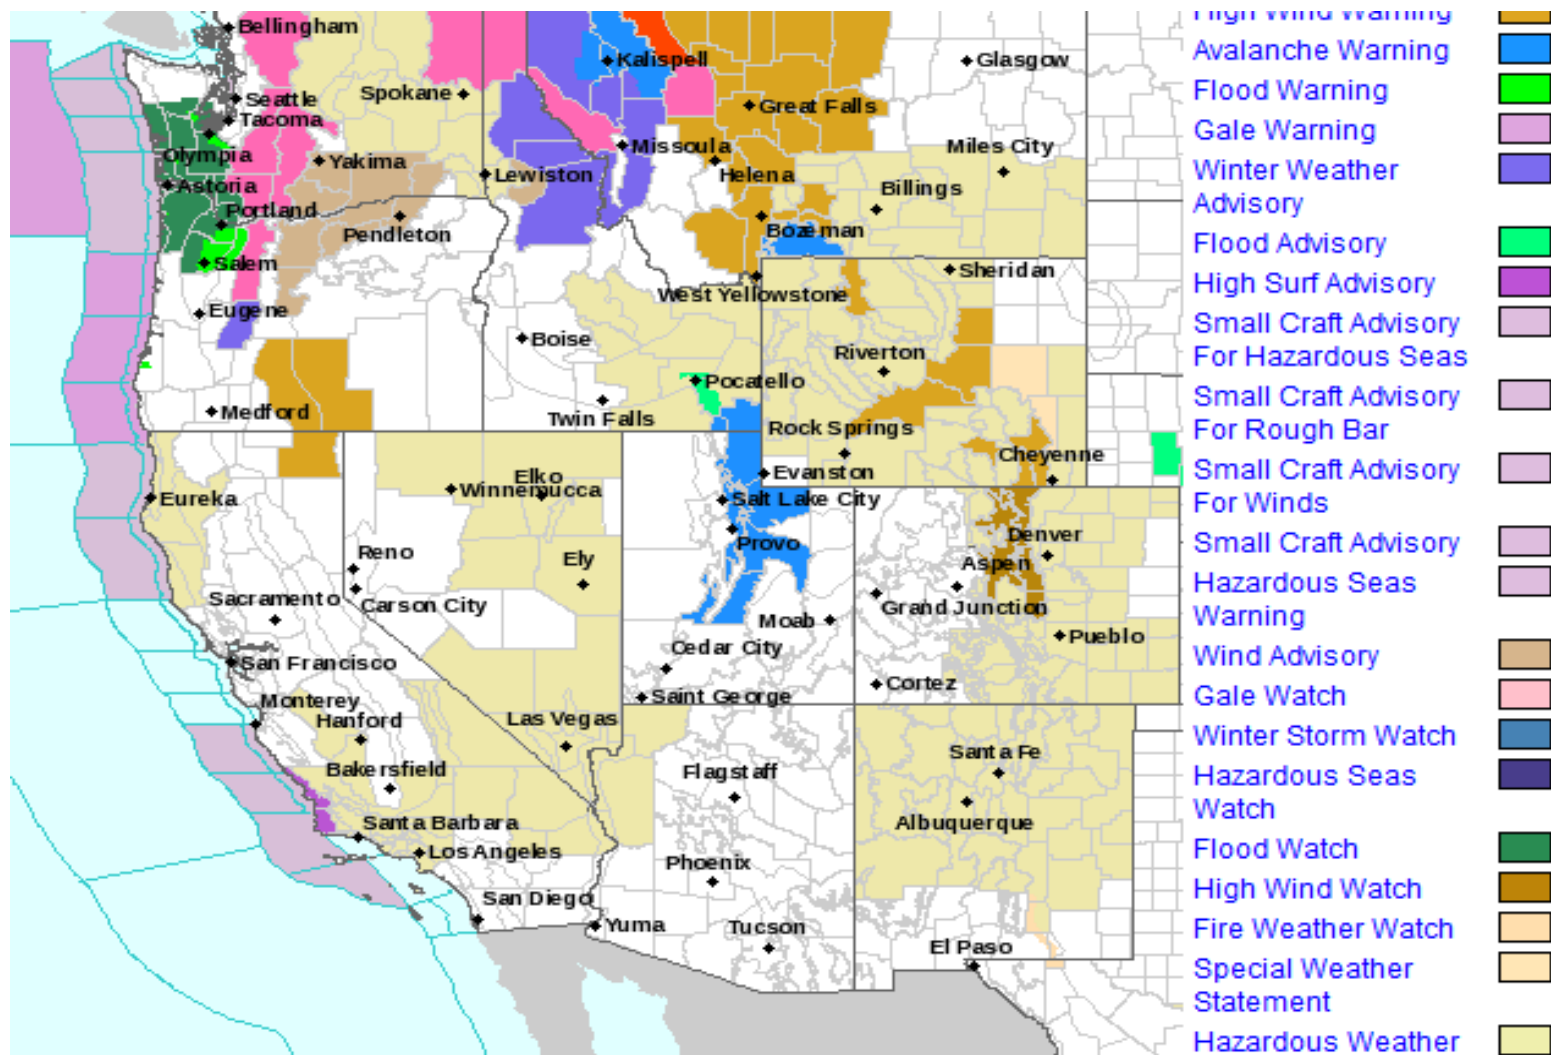 Bellingham
Seattle
Tacoma
Olympia
Astoria
Portland
Salem
Eugene
Medford
Spokane
Yakima
Pendleton
Lewiston
Kalispell
Missoula
Great Falls
Helena
Bozeman
Glasgow
Miles City
Billings
West Yellowstone
Sheridan
Boise
Twin Falls
Pocatello
Riverton
Rock Springs
Evanston
Cheyenne
Eureka
Winnemucca
Elko
Ely
Reno
Carson City
Sacramento
San Francisco
Monterey
Hanford
Bakersfield
Santa Barbara
Los Angeles
San Diego
Las Vegas
Salt Lake City
Provo
Moab
Cedar City
Saint George
Denver
Aspen
Grand Junction
Pueblo
Cortez
Flagstaff
Phoenix
Yuma
Tucson
Santa Fe
Albuquerque
El Paso
High Wind Warning
Avalanche Warning
Flood Warning
Gale Warning
Winter Weather
Advisory
Flood Advisory
High Surf Advisory
Small Craft Advisory
For Hazardous Seas
Small Craft Advisory
For Rough Bar
Small Craft Advisory
For Winds
Small Craft Advisory
Hazardous Seas
Warning
Wind Advisory
Gale Watch
Winter Storm Watch
Hazardous Seas
Watch
Flood Watch
High Wind Watch
Fire Weather Watch
Special Weather
Statement
Hazardous Weather